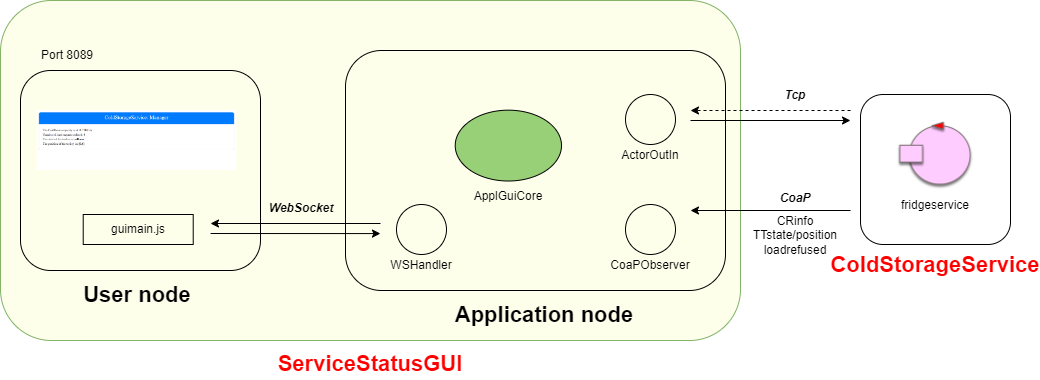 Port 8089
ColdStorageService Manager
guimain.js
User node
WebSocket
ApplGuiCore
ActorOutIn
WSHandler
CoaPObserver
Application node
ServiceStatusGUI
Tcp
CoaP
CRinfo
TTstate/position
loadrefused
fridgeservice
ColdStorageService